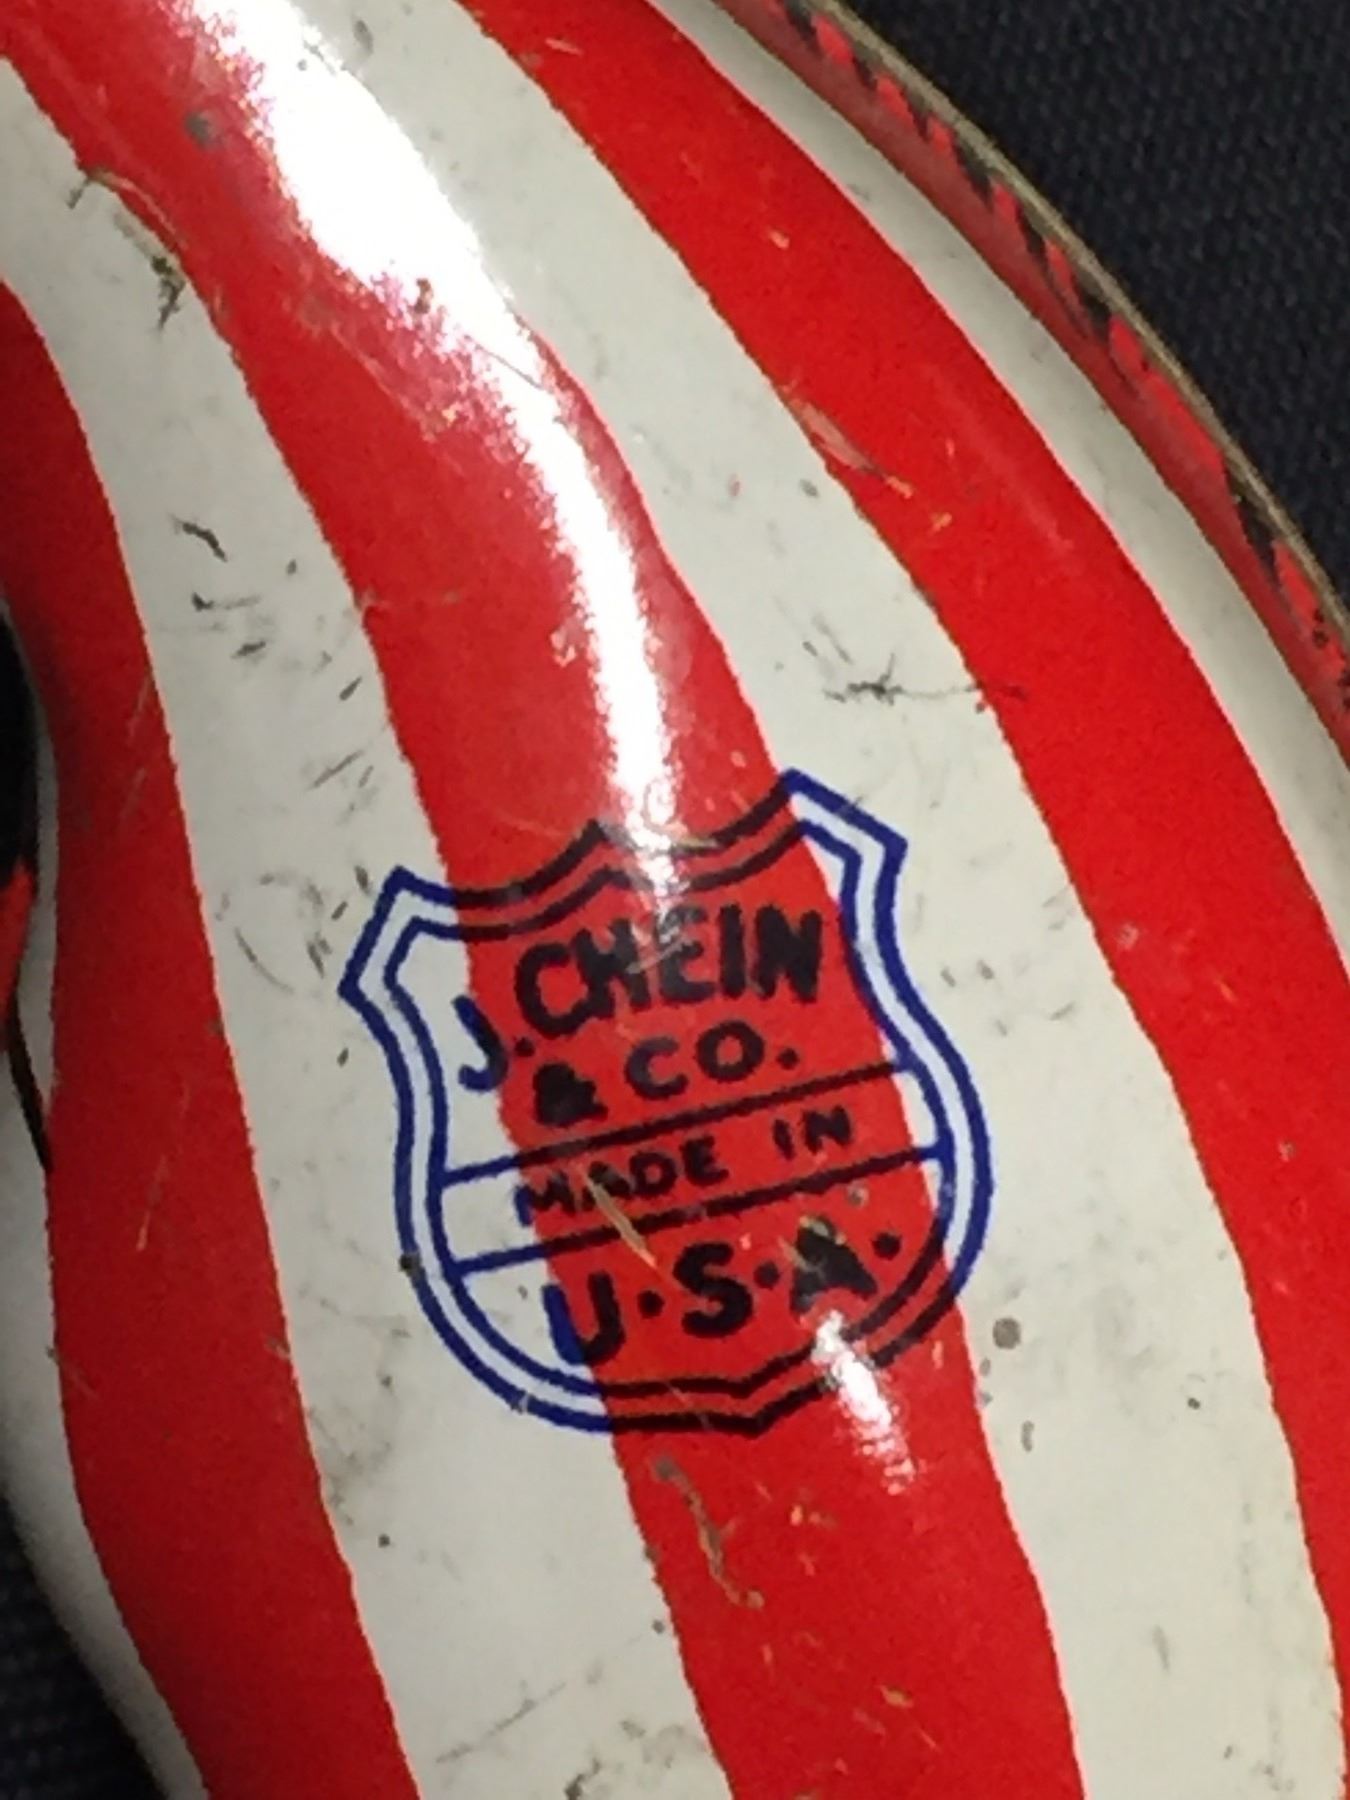 J. CHEIN
& CO.
MADE IN
U.S.A.